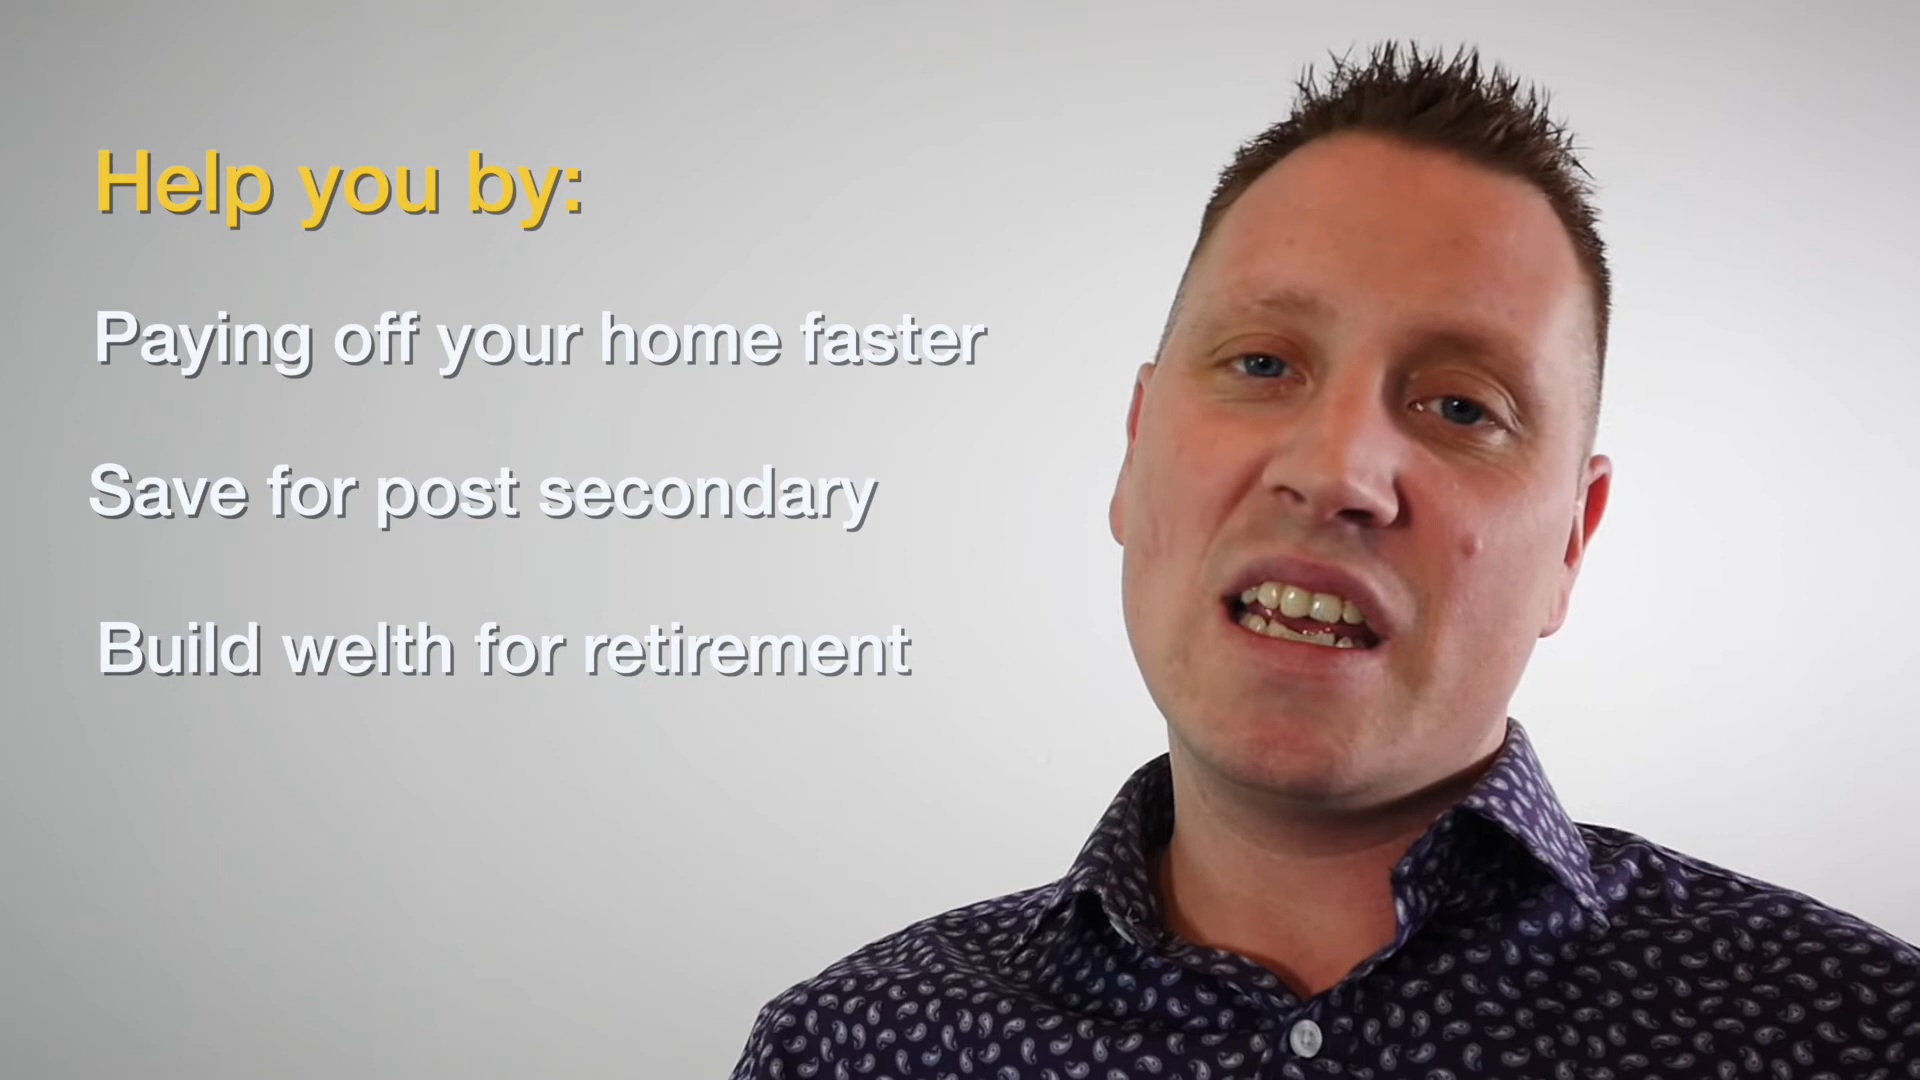 Help you by:
Paying off your home faster
Save for post secondary
Build welth for retirement